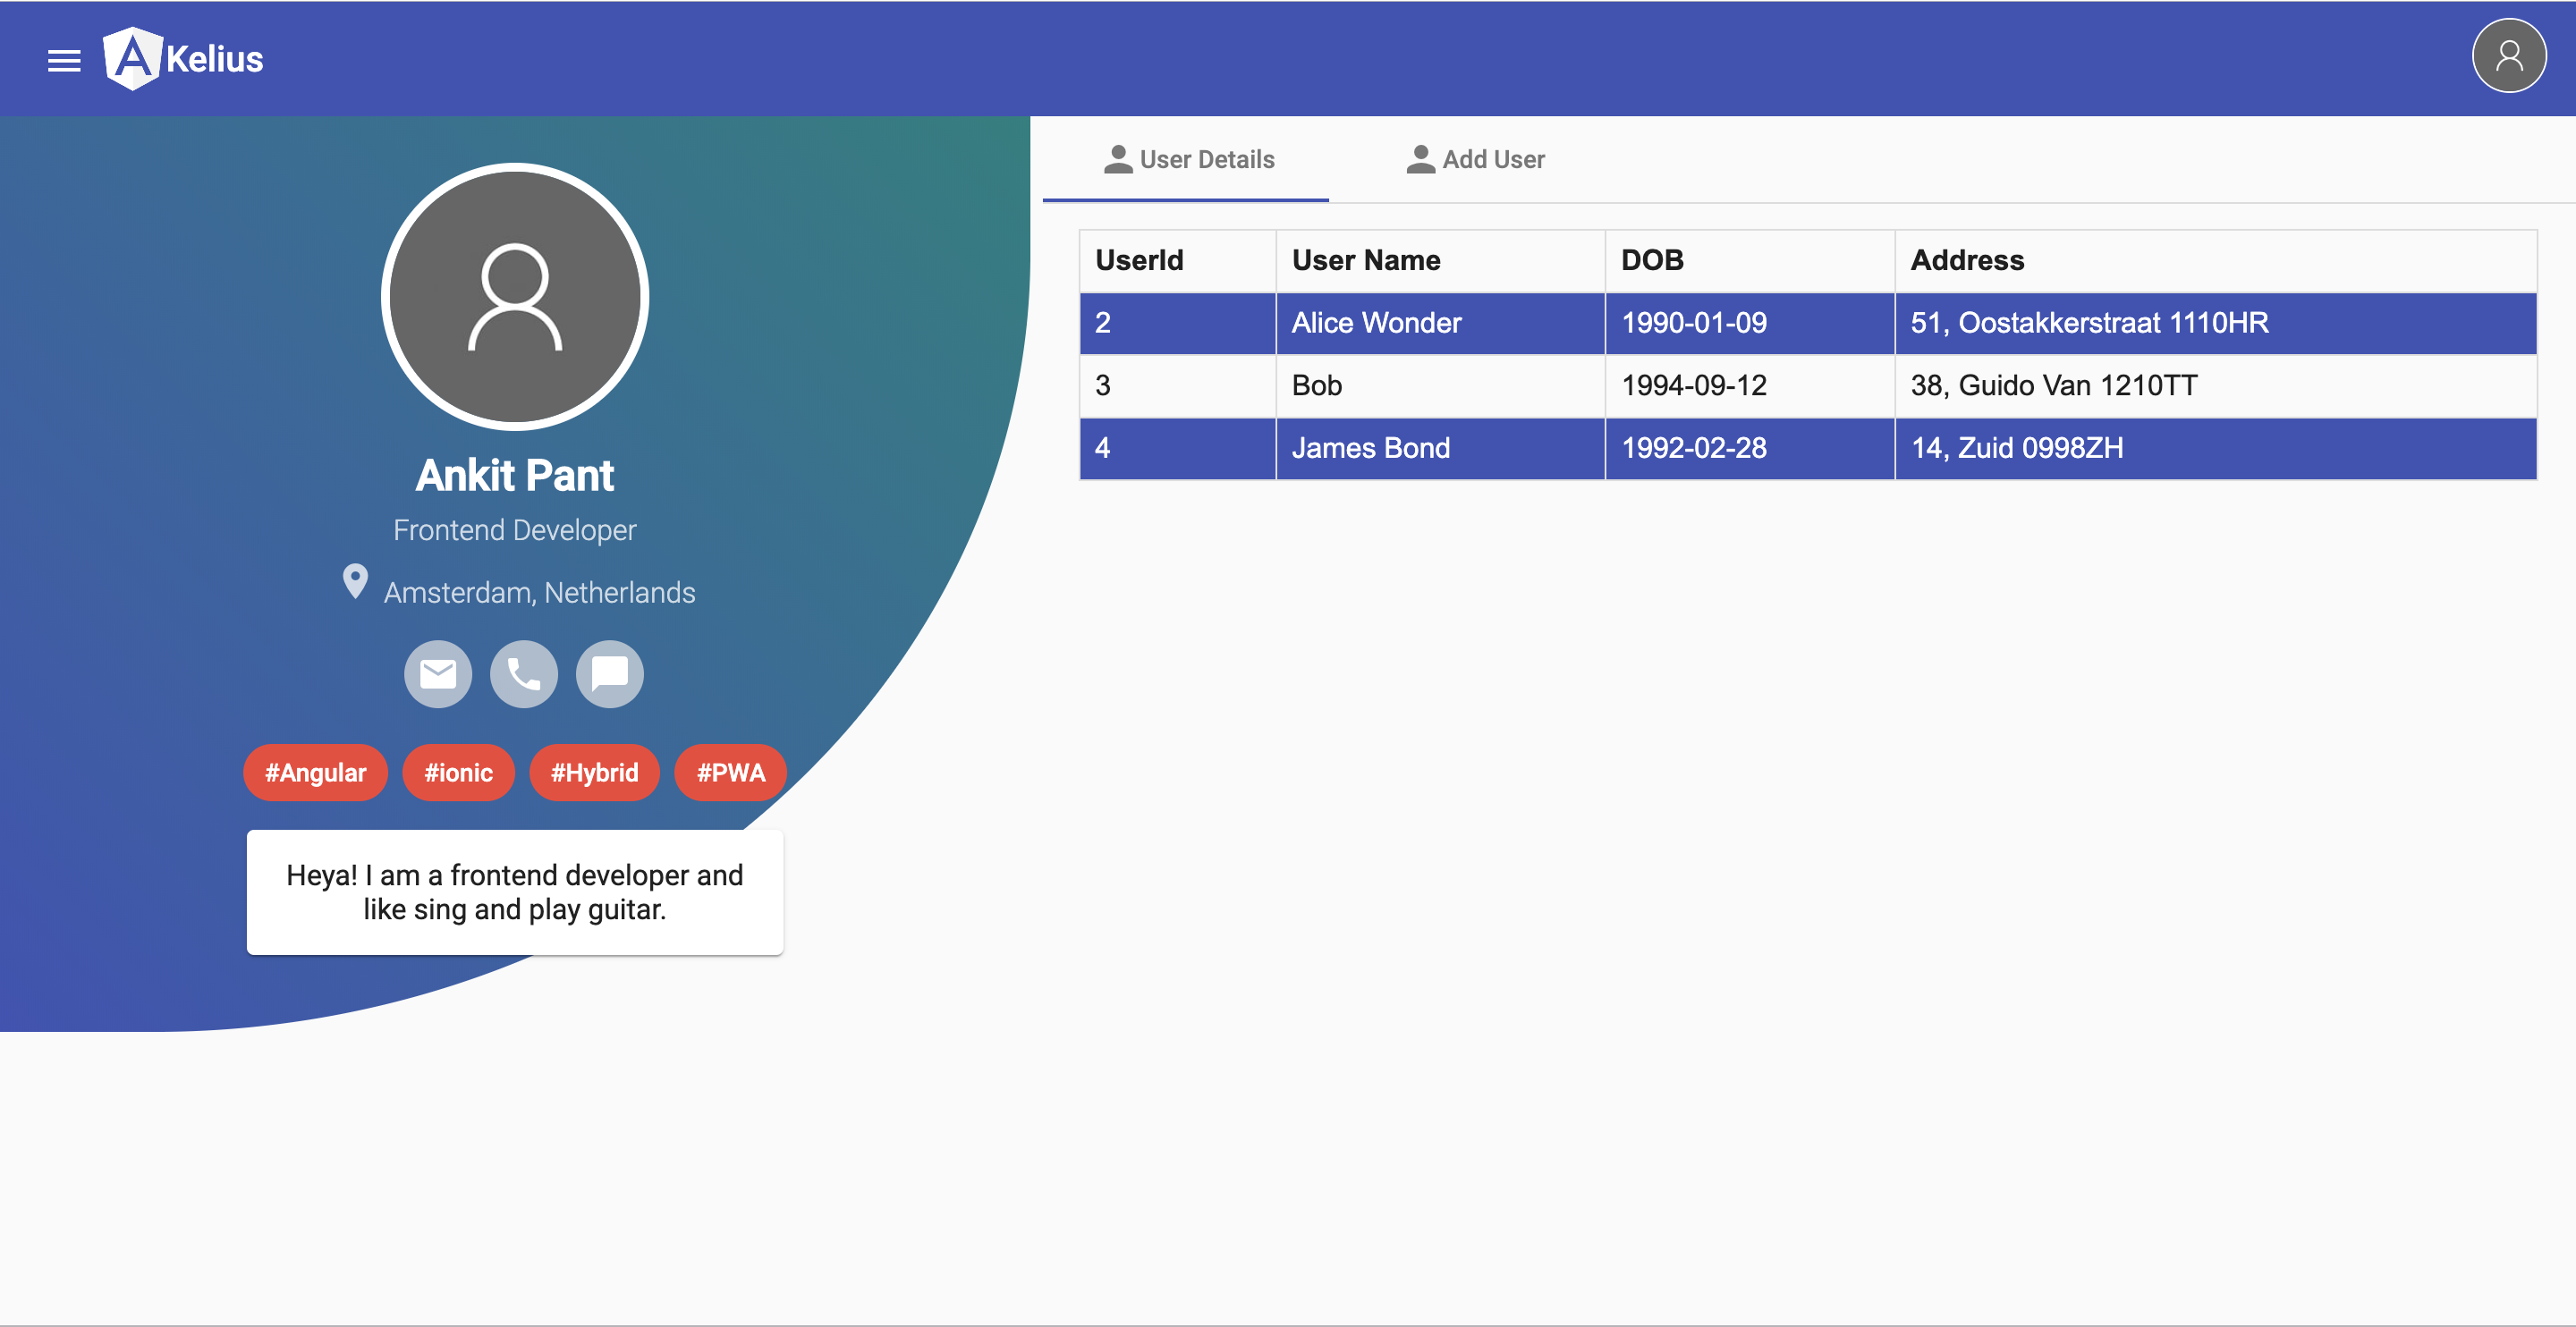 A Kelius
Ankit Pant
Frontend Developer
Amsterdam, Netherlands
#Angular #ionic #Hybrid #PWA
Heya! I am a frontend developer and
like sing and play guitar.
User Details Add User
UserId User Name DOB Address
2 Alice Wonder 1990-01-09 51, Oostakkerstraat 1110HR
3 Bob 1994-09-12 38, Guido Van 1210TT
4 James Bond 1992-02-28 14, Zuid 0998ZH